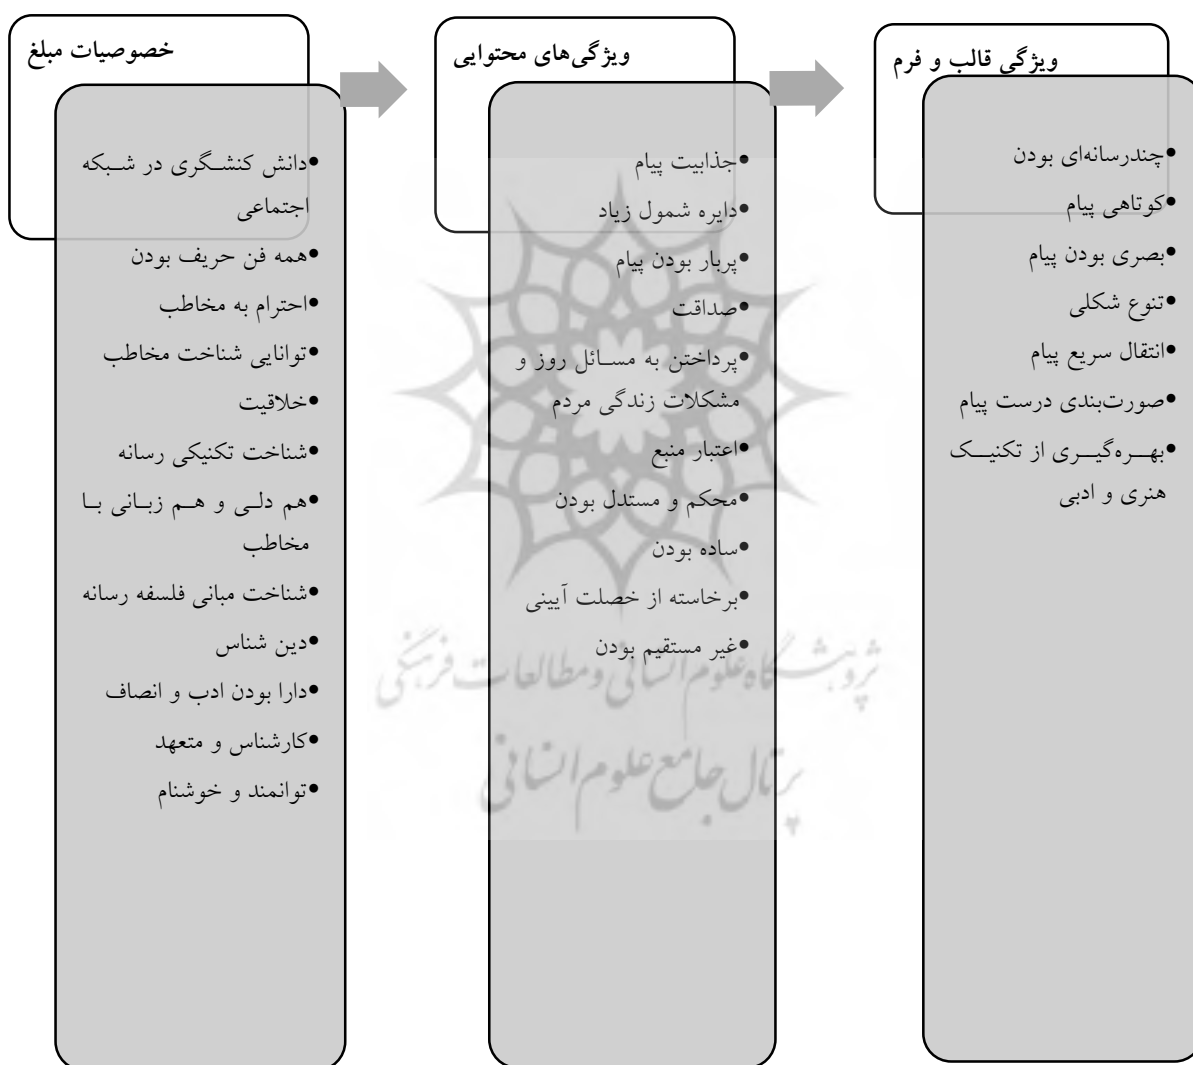 خصوصیات مبلغ
•دانش کنشگری در شبکه
اجتماعی
•همه فن حریف بودن
•احترام به مخاطب
•توانایی شناخت مخاطب
•خلاقیت
•شناخت تکنیکی رسانه
•هم دلی و هم زبانی با
مخاطب
•شناخت مبانی فلسفه رسانه
•دین شناس
•دارا بودن ادب و انصاف
•کارشناس و متعهد
•توانمند و خوشنام
ویژگی‌های محتوایی
•جذابیت پیام
•دایره شمول زیاد
•پربار بودن پیام
•صداقت
•پرداختن به مسائل روز و
مشکلات زندگی مردم
•اعتبار منبع
•محکم و مستدل بودن
•ساده بودن
•برخاسته از خصلت آیینی
•غیر مستقیم بودن
ویژگی قالب و فرم
•چندرسانه‌ای بودن
•کوتاهی پیام
•بصری بودن پیام
•تنوع شکلی
•انتقال سریع پیام
•صورت‌بندی درست پیام
•بهره‌گیری از تکنیک
هنری و ادبی
پژوهشگاه علوم انسانی و مطالعات فرهنگی
پرتال جامع علوم انسانی